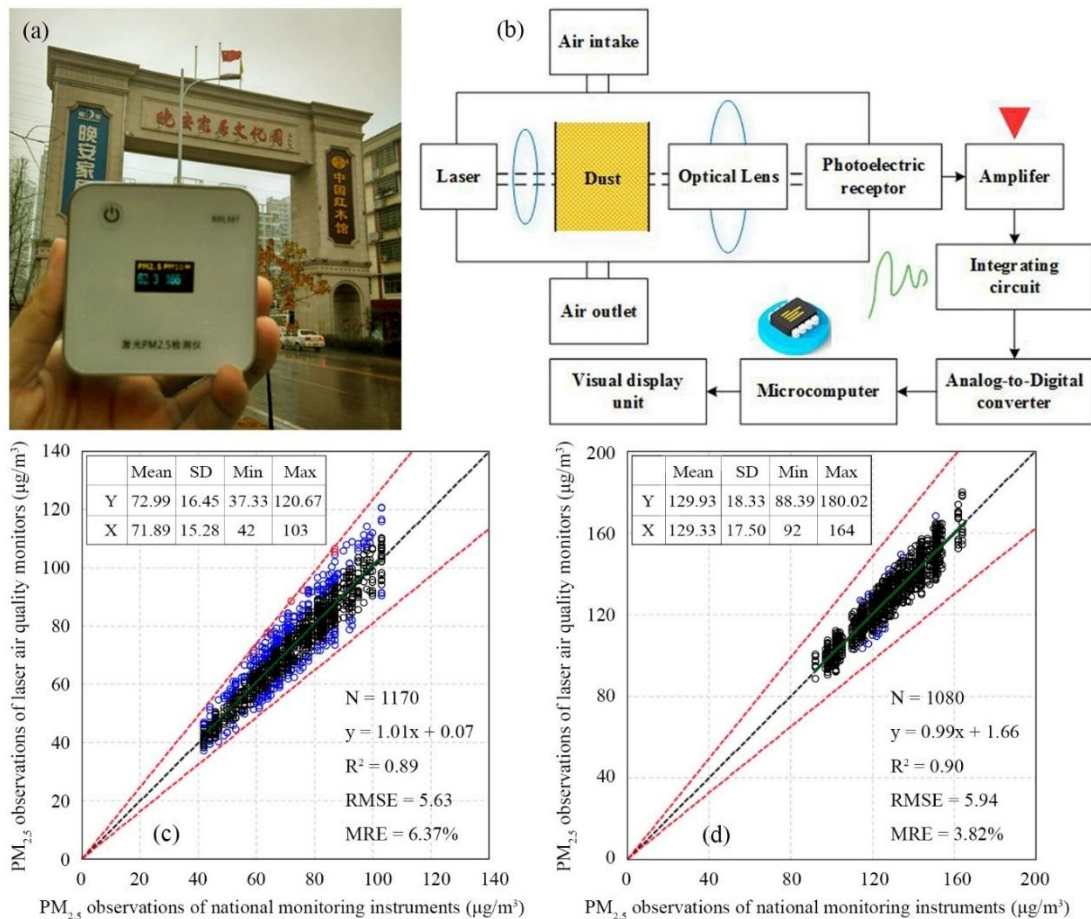 (a)
晚安家居文化园
晚安家居
中国红木馆
BOHUNT
PM2.5 PM10
激光PM2.5检测仪
(b)
Air intake
Laser
Dust
Optical Lens
Photoelectric
receptor
Amplifer
Integrating
circuit
Air outlet
Visual display
unit
Microcomputer
Analog-to-Digital
converter
PM2.5 observations of laser air quality monitors (μg/m³)
140
120
100
80
60
40
20
0
Mean SD Min Max
Y 72.99 16.45 37.33 120.67
X 71.89 15.28 42 103
N = 1170
y = 1.01x + 0.07
R² = 0.89
RMSE = 5.63
MRE = 6.37%
(c)
0 20 40 60 80 100 120 140
PM2.5 observations of national monitoring instruments (μg/m³)
PM2.5 observations of laser air quality monitors (μg/m³)
200
160
120
80
40
0
Mean SD Min Max
Y 129.93 18.33 88.39 180.02
X 129.33 17.50 92 164
N = 1080
y = 0.99x + 1.66
R² = 0.90
RMSE = 5.94
MRE = 3.82%
(d)
0 40 80 120 160 200
PM2.5 observations of national monitoring instruments (μg/m³)